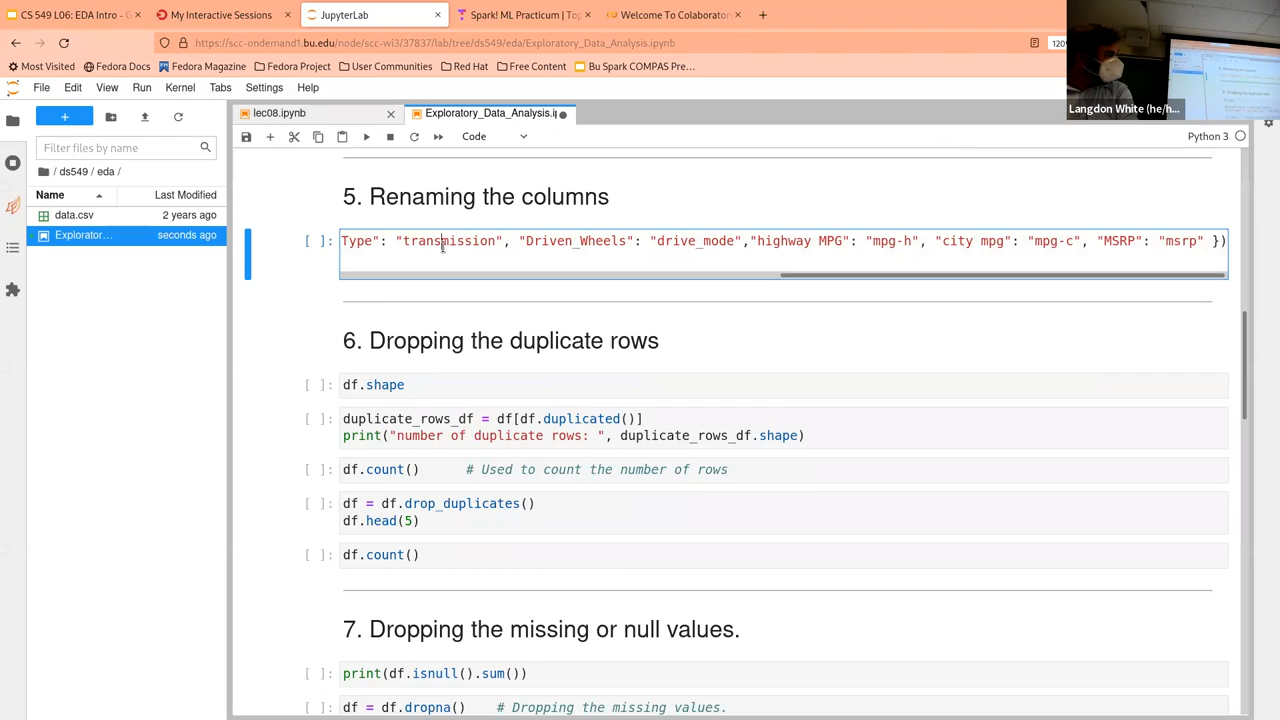 CS 549 L06: EDA Intro - G
My Interactive Sessions
JupyterLab
Spark! ML Practicum | Top
Welcome To Colaborator
https://scc-ondemand1.bu.edu/node/scc-wi3/37837/lab/tree/ds549/eda/Exploratory_Data_Analysis.ipynb
120%
Most Visited
Fedora Docs
Fedora Magazine
Fedora Project
User Communities
Red Hat
Free Content
Bu Spark COMPAS Pre...
Langdon White (he/h...
File Edit View Run Kernel Tabs Settings Help
lec08.ipynb
Exploratory_Data_Analysis.ip
Code
Python 3
Filter files by name
/ ds549 / eda /
Name Last Modified
data.csv 2 years ago
Explorator... seconds ago
5. Renaming the columns
[ ]: Type": "transmission", "Driven_Wheels": "drive_mode","highway MPG": "mpg-h", "city mpg": "mpg-c", "MSRP": "msrp" })
6. Dropping the duplicate rows
[ ]: df.shape
[ ]: duplicate_rows_df = df[df.duplicated()]
print("number of duplicate rows: ", duplicate_rows_df.shape)
[ ]: df.count() # Used to count the number of rows
[ ]: df = df.drop_duplicates()
df.head(5)
[ ]: df.count()
7. Dropping the missing or null values.
[ ]: print(df.isnull().sum())
[ ]: df = df.dropna() # Dropping the missing values.